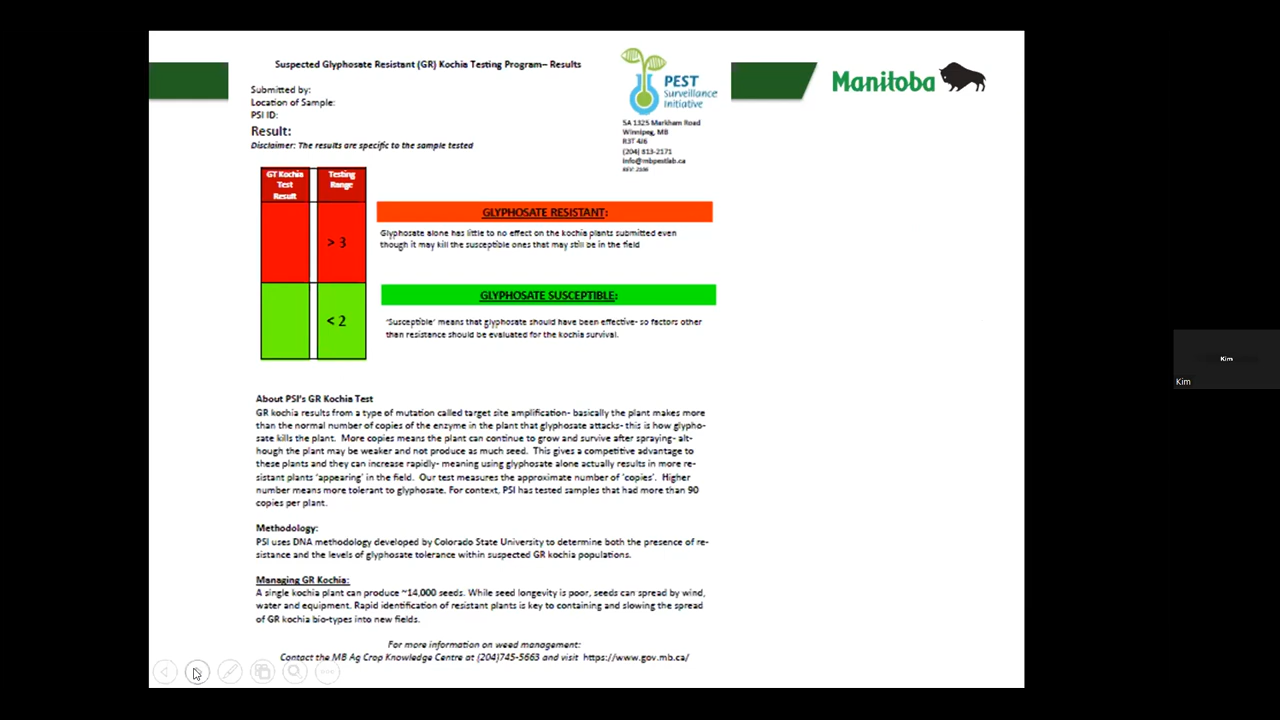 Suspected Glyphosate Resistant (GR) Kochia Testing Program– Results
Submitted by:
Location of Sample:
PSI ID:
Result:
Disclaimer: The results are specific to the sample tested
PEST
Surveillance
Initiative
5A 1325 Markham Road
Winnipeg, MB
R3T 4J6
(204) 813-2171
info@mbpestlab.ca
Manitoba
GT Kochia
Test
Result
Testing
Range
> 3
GLYPHOSATE RESISTANT:
Glyphosate alone has little to no effect on the kochia plants submitted even
though it may kill the susceptible ones that may still be in the field
< 2
GLYPHOSATE SUSCEPTIBLE:
'Susceptible' means that glyphosate should have been effective- so factors other
than resistance should be evaluated for the kochia survival.
About PSI's GR Kochia Test
GR kochia results from a type of mutation called target site amplification- basically the plant makes more
than the normal number of copies of the enzyme in the plant that glyphosate attacks- this is how glypho-
sate kills the plant. More copies means the plant can continue to grow and survive after spraying- alt-
hough the plant may be weaker and not produce as much seed. This gives a competitive advantage to
these plants and they can increase rapidly- meaning using glyphosate alone actually results in more re-
sistant plants 'appearing' in the field. Our test measures the approximate number of 'copies'. Higher
number means more tolerant to glyphosate. For context, PSI has tested samples that had more than 90
copies per plant.
Methodology:
PSI uses DNA methodology developed by Colorado State University to determine both the presence of re-
sistance and the levels of glyphosate tolerance within suspected GR kochia populations.
Managing GR Kochia:
A single kochia plant can produce ~14,000 seeds. While seed longevity is poor, seeds can spread by wind,
water and equipment. Rapid identification of resistant plants is key to containing and slowing the spread
of GR kochia bio-types into new fields.
For more information on weed management:
Contact the MB Ag Crop Knowledge Centre at (204)745-5663 and visit https://www.gov.mb.ca/
Kim
Kim